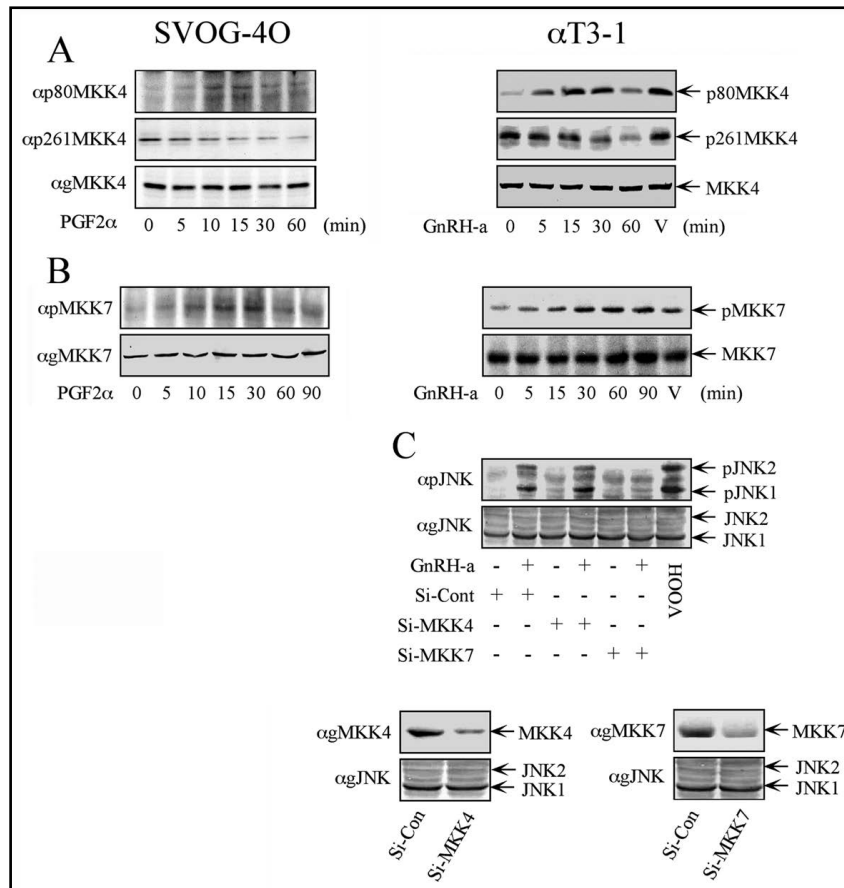 SVOG-4O
αT3-1
A
αp80MKK4
αp261MKK4
αgMKK4
PGF2α 0 5 10 15 30 60 (min)
p80MKK4
p261MKK4
MKK4
GnRH-a 0 5 15 30 60 V (min)
B
αpMKK7
αgMKK7
PGF2α 0 5 10 15 30 60 90
pMKK7
MKK7
GnRH-a 0 5 15 30 60 90 V (min)
C
αpJNK
pJNK2
pJNK1
αgJNK
JNK2
JNK1
GnRH-a - + - + - +
Si-Cont + + - - - -
Si-MKK4 - - + + - -
Si-MKK7 - - - - + +
VOOH
αgMKK4
MKK4
αgJNK
JNK2
JNK1
Si-Con
Si-MKK4
αgMKK7
MKK7
αgJNK
JNK2
JNK1
Si-Con
Si-MKK7